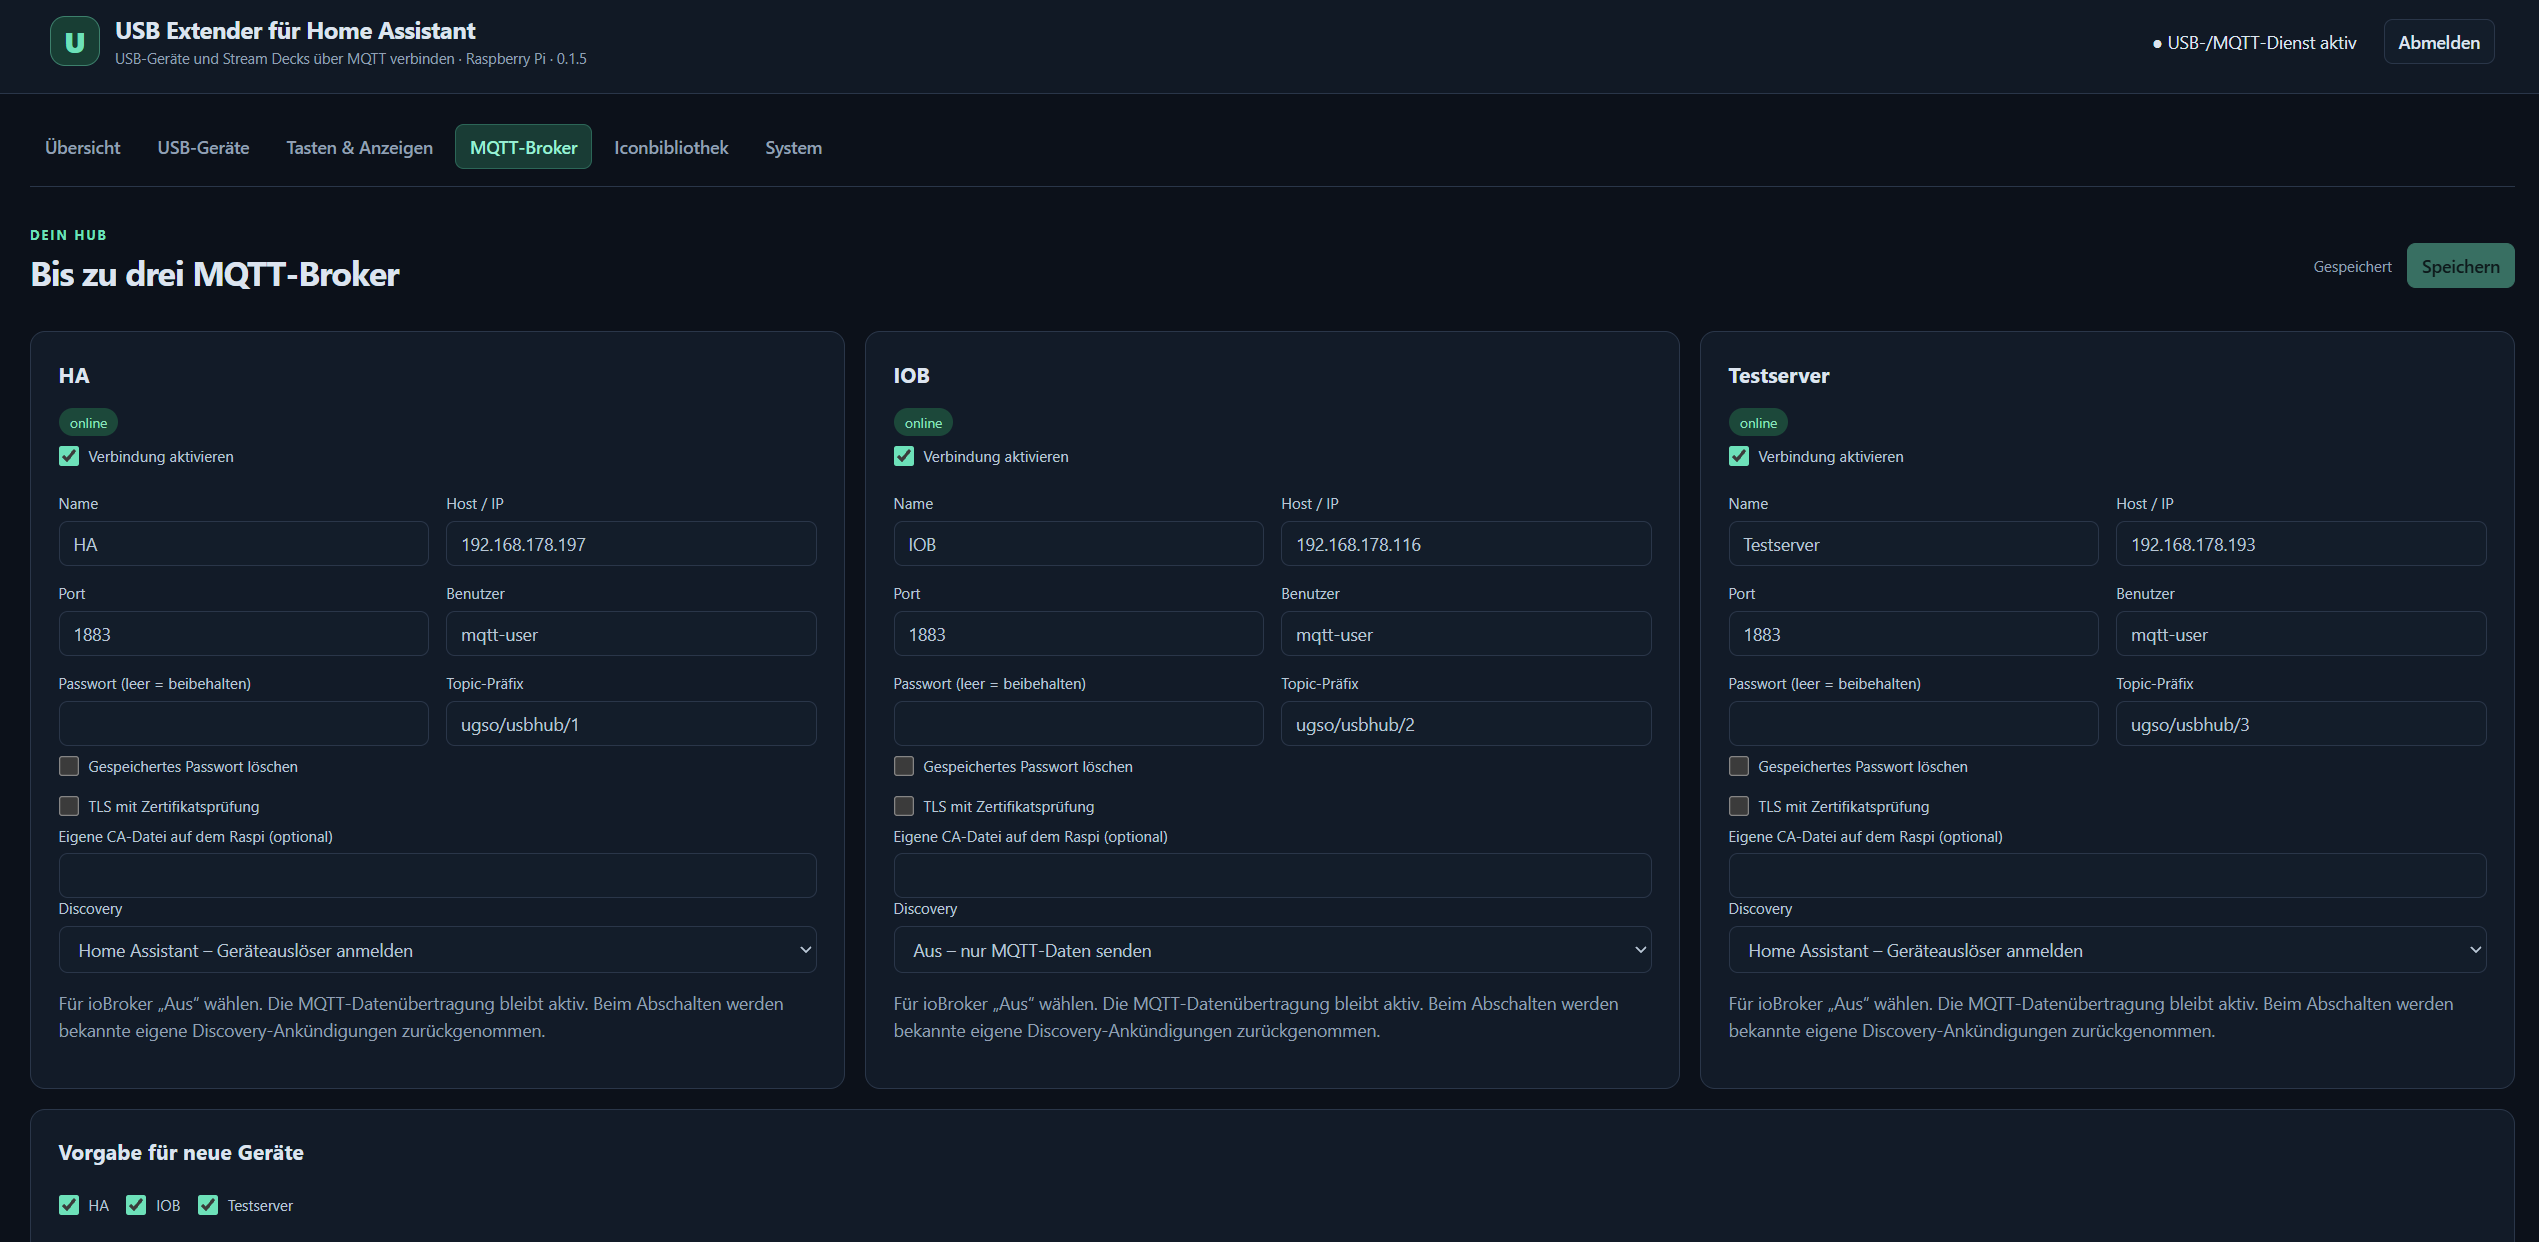 U
USB Extender für Home Assistant
USB-Geräte und Stream Decks über MQTT verbinden · Raspberry Pi · 0.1.5
● USB-/MQTT-Dienst aktiv
Abmelden
Übersicht
USB-Geräte
Tasten & Anzeigen
MQTT-Broker
Iconbibliothek
System
DEIN HUB
Bis zu drei MQTT-Broker
Gespeichert
Speichern
HA
online
Verbindung aktivieren
Name
Host / IP
HA
192.168.178.197
Port
Benutzer
1883
mqtt-user
Passwort (leer = beibehalten)
Topic-Präfix
ugso/usbhub/1
Gespeichertes Passwort löschen
TLS mit Zertifikatsprüfung
Eigene CA-Datei auf dem Raspi (optional)
Discovery
Home Assistant – Geräteauslöser anmelden
Für ioBroker „Aus“ wählen. Die MQTT-Datenübertragung bleibt aktiv. Beim Abschalten werden
bekannte eigene Discovery-Ankündigungen zurückgenommen.
IOB
online
Verbindung aktivieren
Name
Host / IP
IOB
192.168.178.116
Port
Benutzer
1883
mqtt-user
Passwort (leer = beibehalten)
Topic-Präfix
ugso/usbhub/2
Gespeichertes Passwort löschen
TLS mit Zertifikatsprüfung
Eigene CA-Datei auf dem Raspi (optional)
Discovery
Aus – nur MQTT-Daten senden
Für ioBroker „Aus“ wählen. Die MQTT-Datenübertragung bleibt aktiv. Beim Abschalten werden
bekannte eigene Discovery-Ankündigungen zurückgenommen.
Testserver
online
Verbindung aktivieren
Name
Host / IP
Testserver
192.168.178.193
Port
Benutzer
1883
mqtt-user
Passwort (leer = beibehalten)
Topic-Präfix
ugso/usbhub/3
Gespeichertes Passwort löschen
TLS mit Zertifikatsprüfung
Eigene CA-Datei auf dem Raspi (optional)
Discovery
Home Assistant – Geräteauslöser anmelden
Für ioBroker „Aus“ wählen. Die MQTT-Datenübertragung bleibt aktiv. Beim Abschalten werden
bekannte eigene Discovery-Ankündigungen zurückgenommen.
Vorgabe für neue Geräte
HA
IOB
Testserver